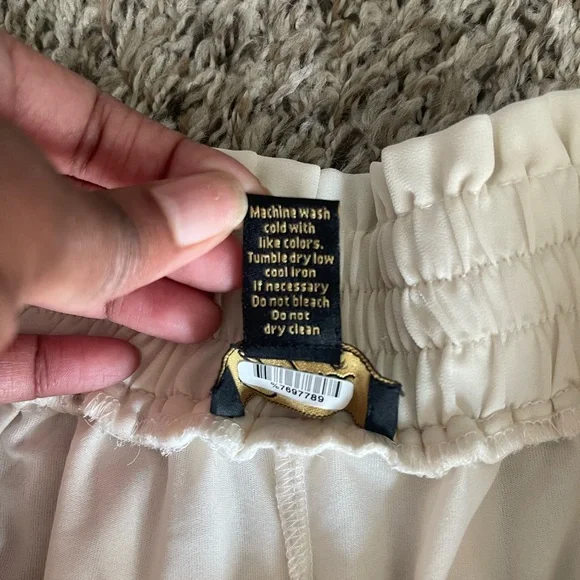 Machine wash
cold with
like colors.
Tumble dry low
cool iron
if necessary
Do not bleach
Do not
dry clean
%7697789